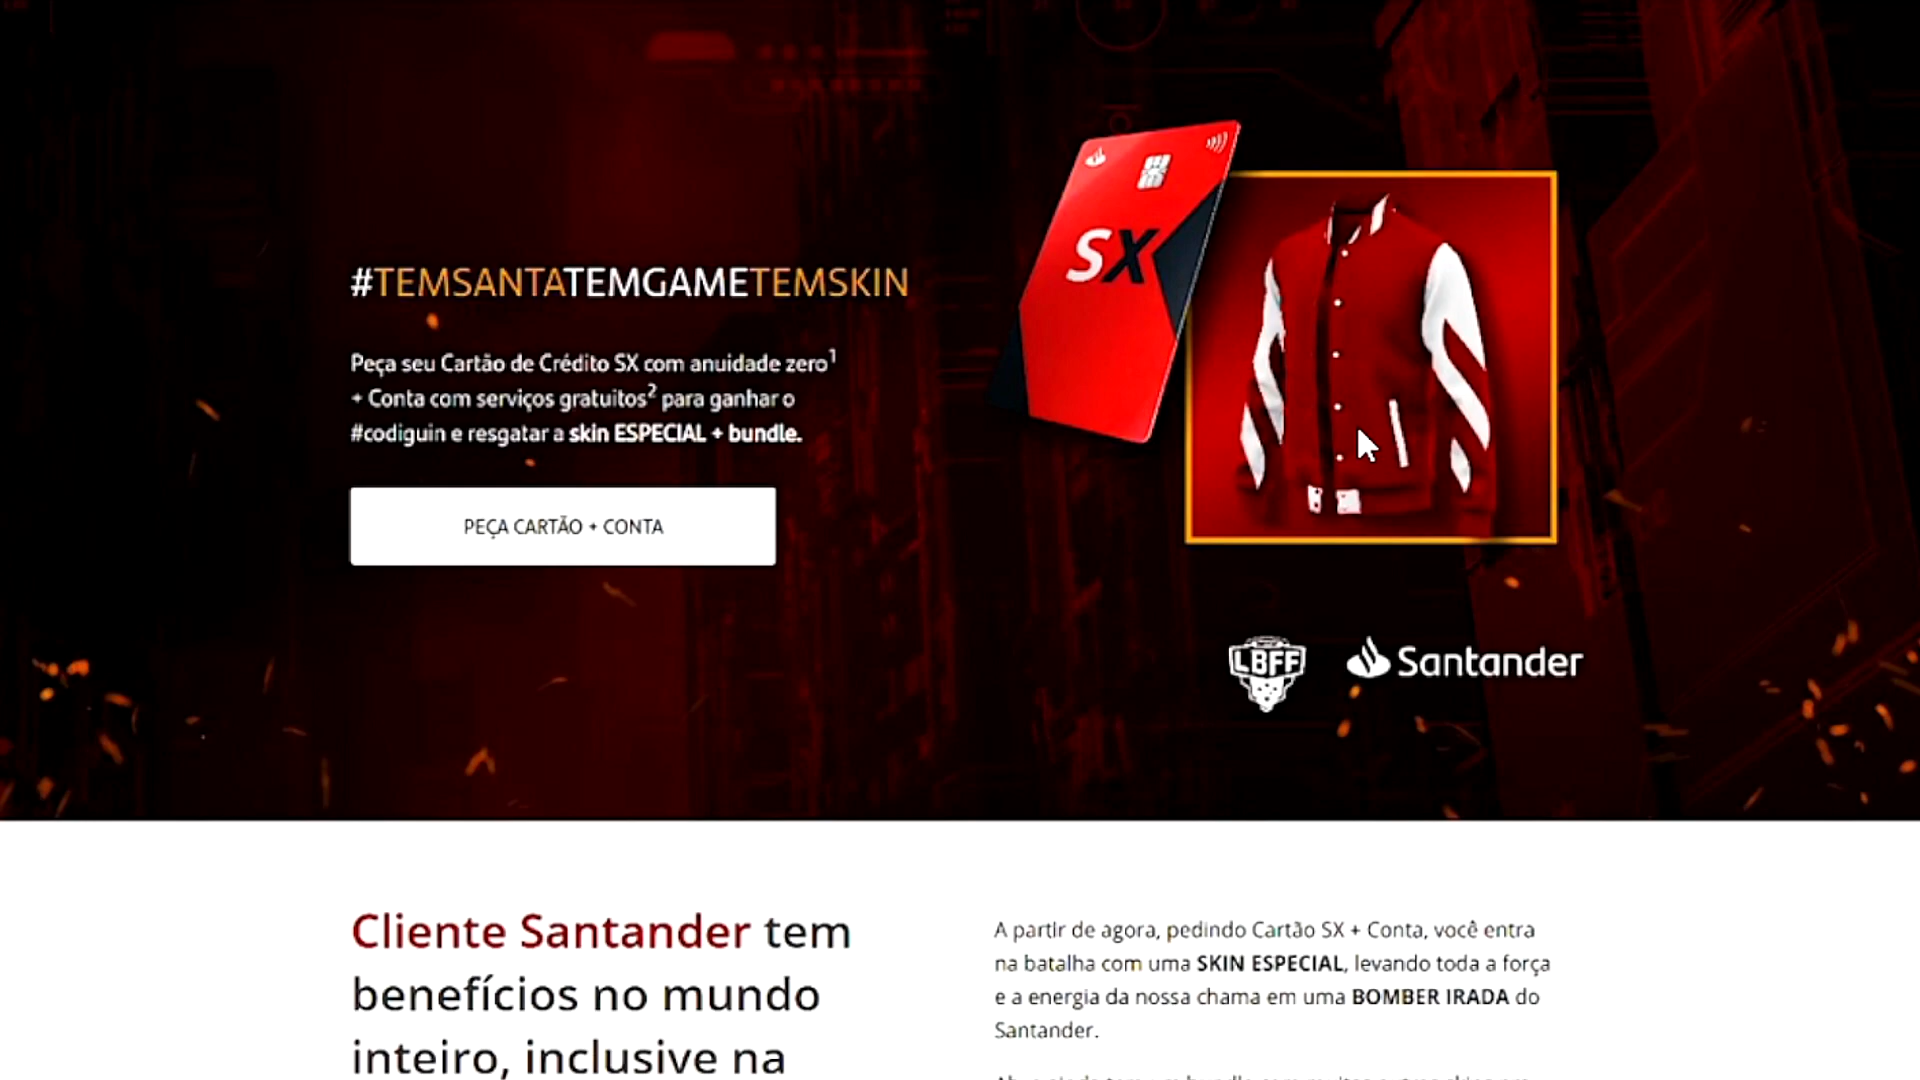 #TEMSANTATEMGAMETEMSKIN
Peça seu Cartão de Crédito SX com anuidade zero¹
+ Conta com serviços gratuitos² para ganhar o
#codiguin e resgatar a skin ESPECIAL + bundle.
PEÇA CARTÃO + CONTA
SX
LBFF
Santander
Cliente Santander tem
benefícios no mundo
inteiro, inclusive na
A partir de agora, pedindo Cartão SX + Conta, você entra
na batalha com uma SKIN ESPECIAL, levando toda a força
e a energia da nossa chama em uma BOMBER IRADA do
Santander.